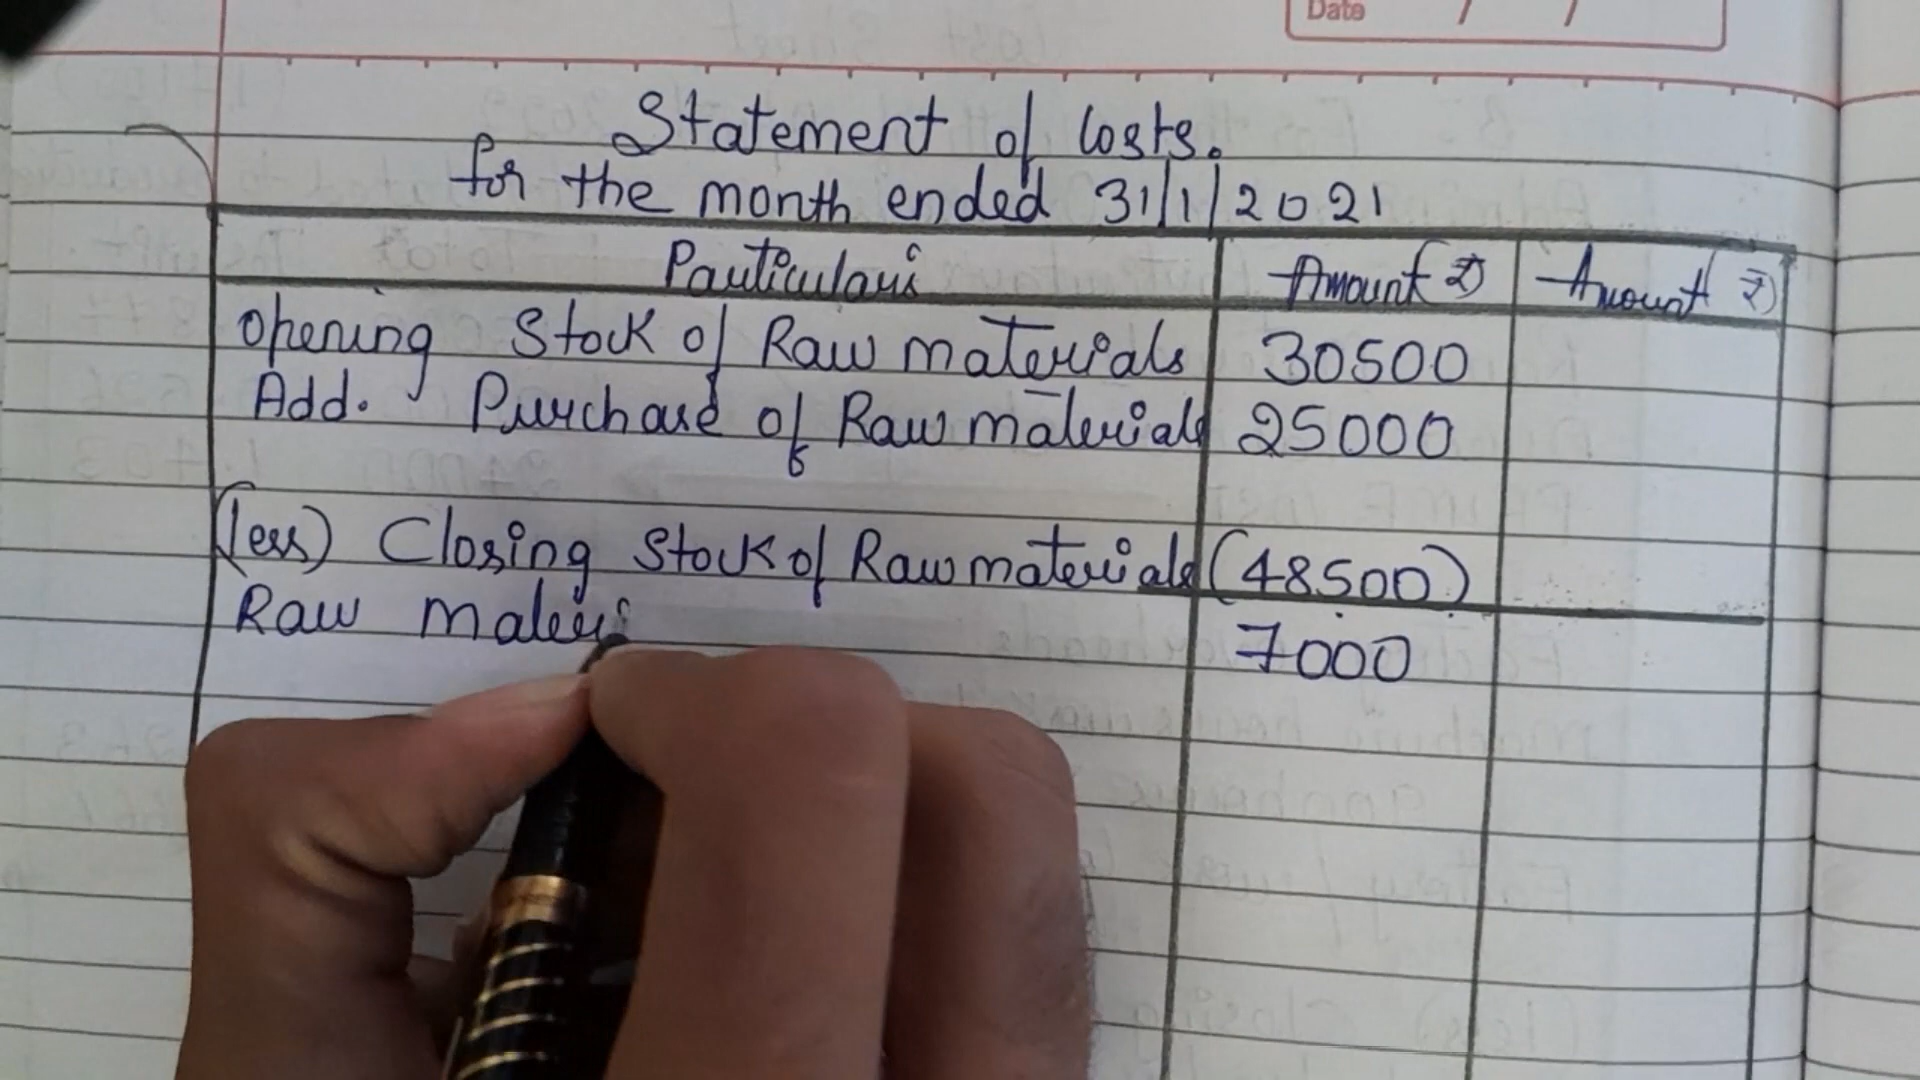 Date / /
Statement of Costs.
for the month ended 31/1/2021
Particulars Amount ₹ Amount ₹
Opening Stock of Raw materials 30500
Add. Purchase of Raw materials 25000
(less) Closing Stock of Raw materials (48500)
7000
Raw materi